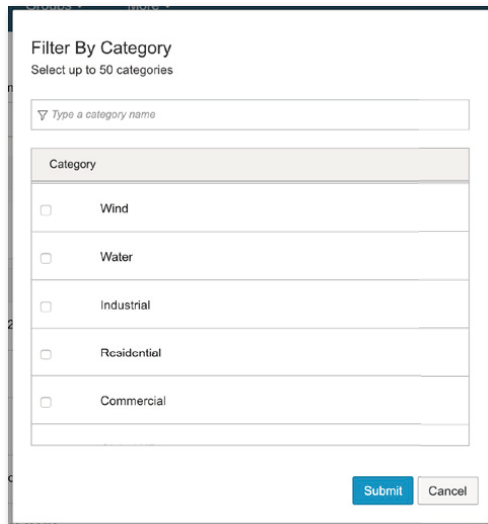 Filter By Category
Select up to 50 categories
Type a category name
Category
Wind
Water
Industrial
Residential
Commercial
Submit Cancel